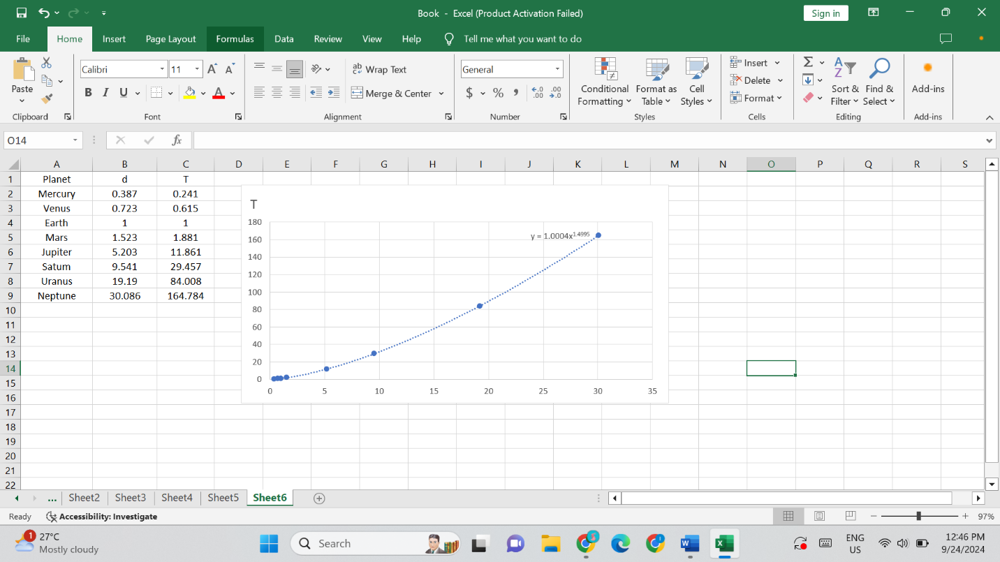 Book - Excel (Product Activation Failed)
Sign in
File Home Insert Page Layout Formulas Data Review View Help Tell me what you want to do
Paste
Clipboard
Calibri 11
B I U
Font
Wrap Text
Merge & Center
Alignment
General
$ % ,
Number
Conditional Formatting
Format as Table
Cell Styles
Styles
Insert
Delete
Format
Cells
Sort & Filter
Find & Select
Editing
Add-ins
Add-ins
O14
fx
A B C D E F G H I J K L M N O P Q R S
1 Planet d T
2 Mercury 0.387 0.241
3 Venus 0.723 0.615
4 Earth 1 1
5 Mars 1.523 1.881
6 Jupiter 5.203 11.861
7 Satum 9.541 29.457
8 Uranus 19.19 84.008
9 Neptune 30.086 164.784
10
11
12
13
14
15
16
17
18
19
20
21
22
T
180
160
140
120
100
80
60
40
20
0
0 5 10 15 20 25 30 35
y = 1.0004x^1.4995
... Sheet2 Sheet3 Sheet4 Sheet5 Sheet6
Ready Accessibility: Investigate
97%
1
27°C
Mostly cloudy
Search
ENG
US
12:46 PM
9/24/2024